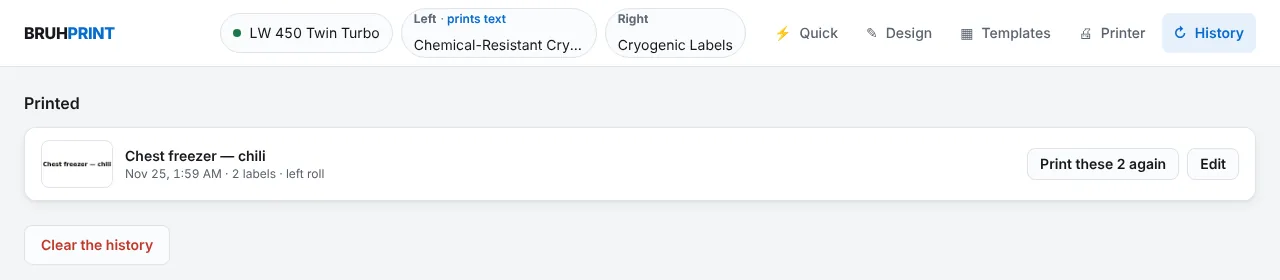 BRUHPRINT
LW 450 Twin Turbo
Left · prints text
Chemical-Resistant Cry...
Right
Cryogenic Labels
Quick
Design
Templates
Printer
History
Printed
Chest freezer — chili
Chest freezer — chili
Nov 25, 1:59 AM · 2 labels · left roll
Print these 2 again
Edit
Clear the history